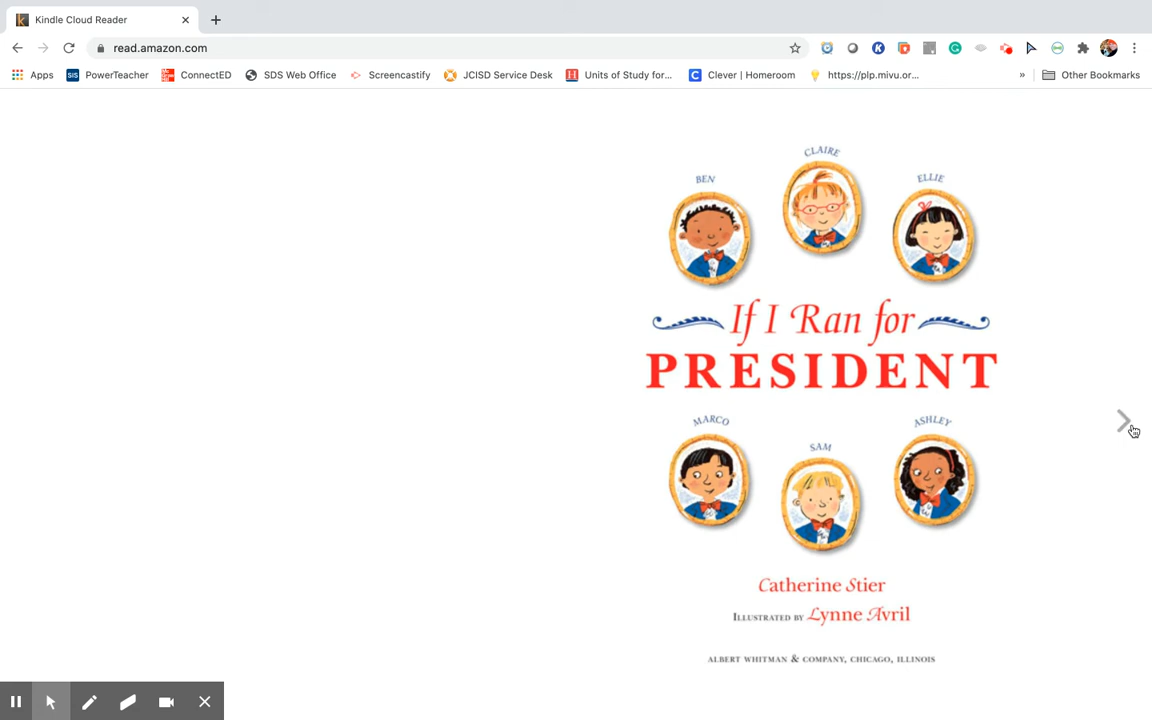 Kindle Cloud Reader
read.amazon.com
Apps
SIS PowerTeacher
ConnectED
SDS Web Office
Screencastify
JCISD Service Desk
H Units of Study for...
C Clever | Homeroom
https://plp.mivu.or...
» Other Bookmarks
CLAIRE
BEN
ELLIE
If I Ran for
PRESIDENT
MARCO
ASHLEY
SAM
Catherine Stier
ILLUSTRATED BY Lynne Avril
ALBERT WHITMAN & COMPANY, CHICAGO, ILLINOIS